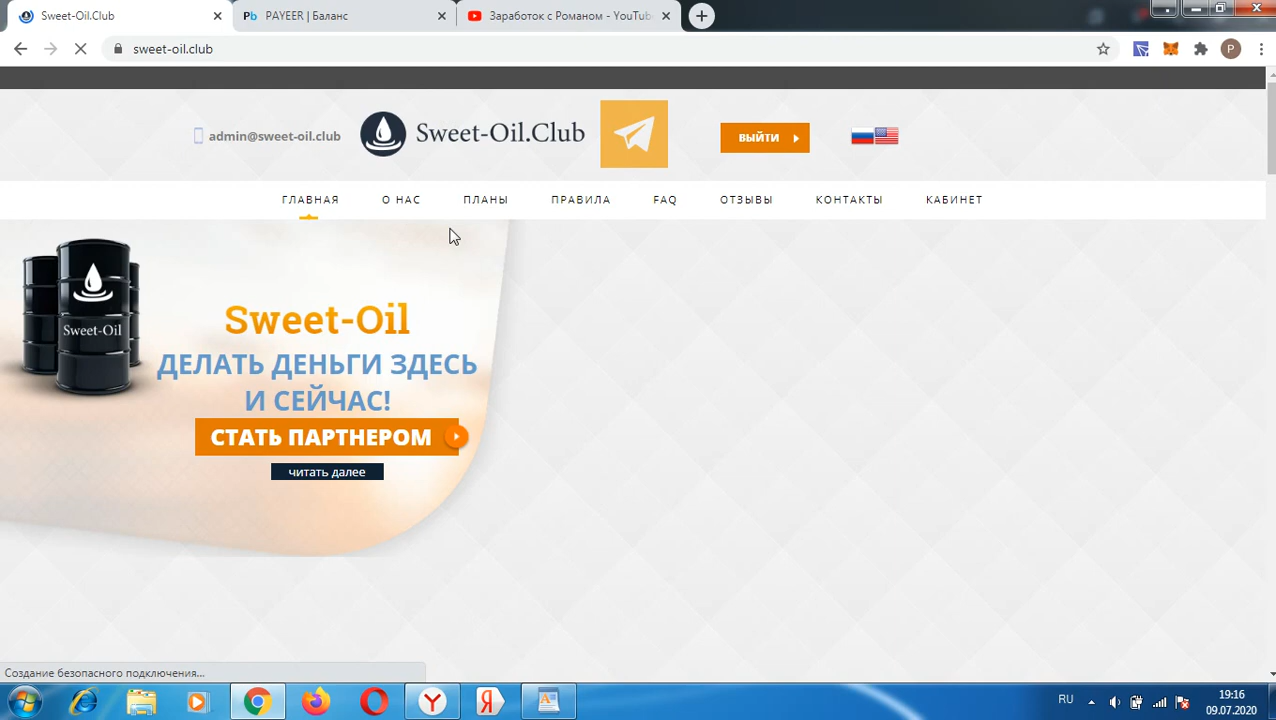 Sweet-Oil.Club
PAYEER | Баланс
Заработок с Романом - YouTube
sweet-oil.club
P
admin@sweet-oil.club
Sweet-Oil.Club
ВЫЙТИ
ГЛАВНАЯ О НАС ПЛАНЫ ПРАВИЛА FAQ ОТЗЫВЫ КОНТАКТЫ КАБИНЕТ
Sweet-Oil
Sweet-Oil
ДЕЛАТЬ ДЕНЬГИ ЗДЕСЬ
И СЕЙЧАС!
СТАТЬ ПАРТНЕРОМ
читать далее
Создание безопасного подключения...
RU
19:16
09.07.2020